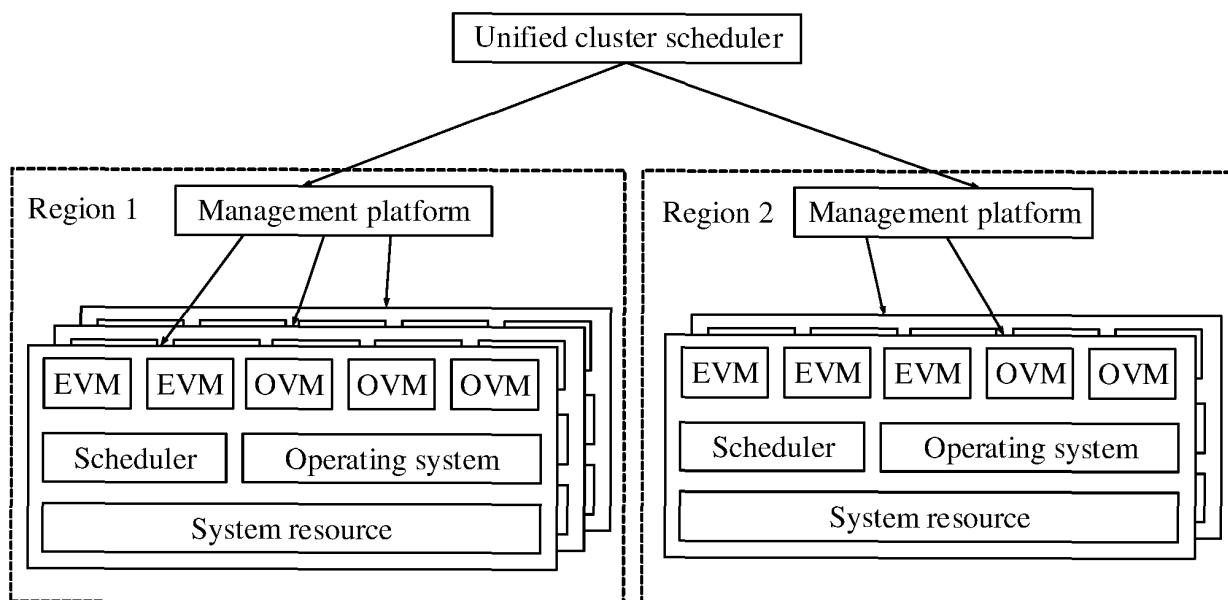 Unified cluster scheduler
Region 1
Management platform
EVM
EVM
OVM
OVM
OVM
Scheduler
Operating system
System resource
Region 2
Management platform
EVM
EVM
EVM
OVM
OVM
Scheduler
Operating system
System resource